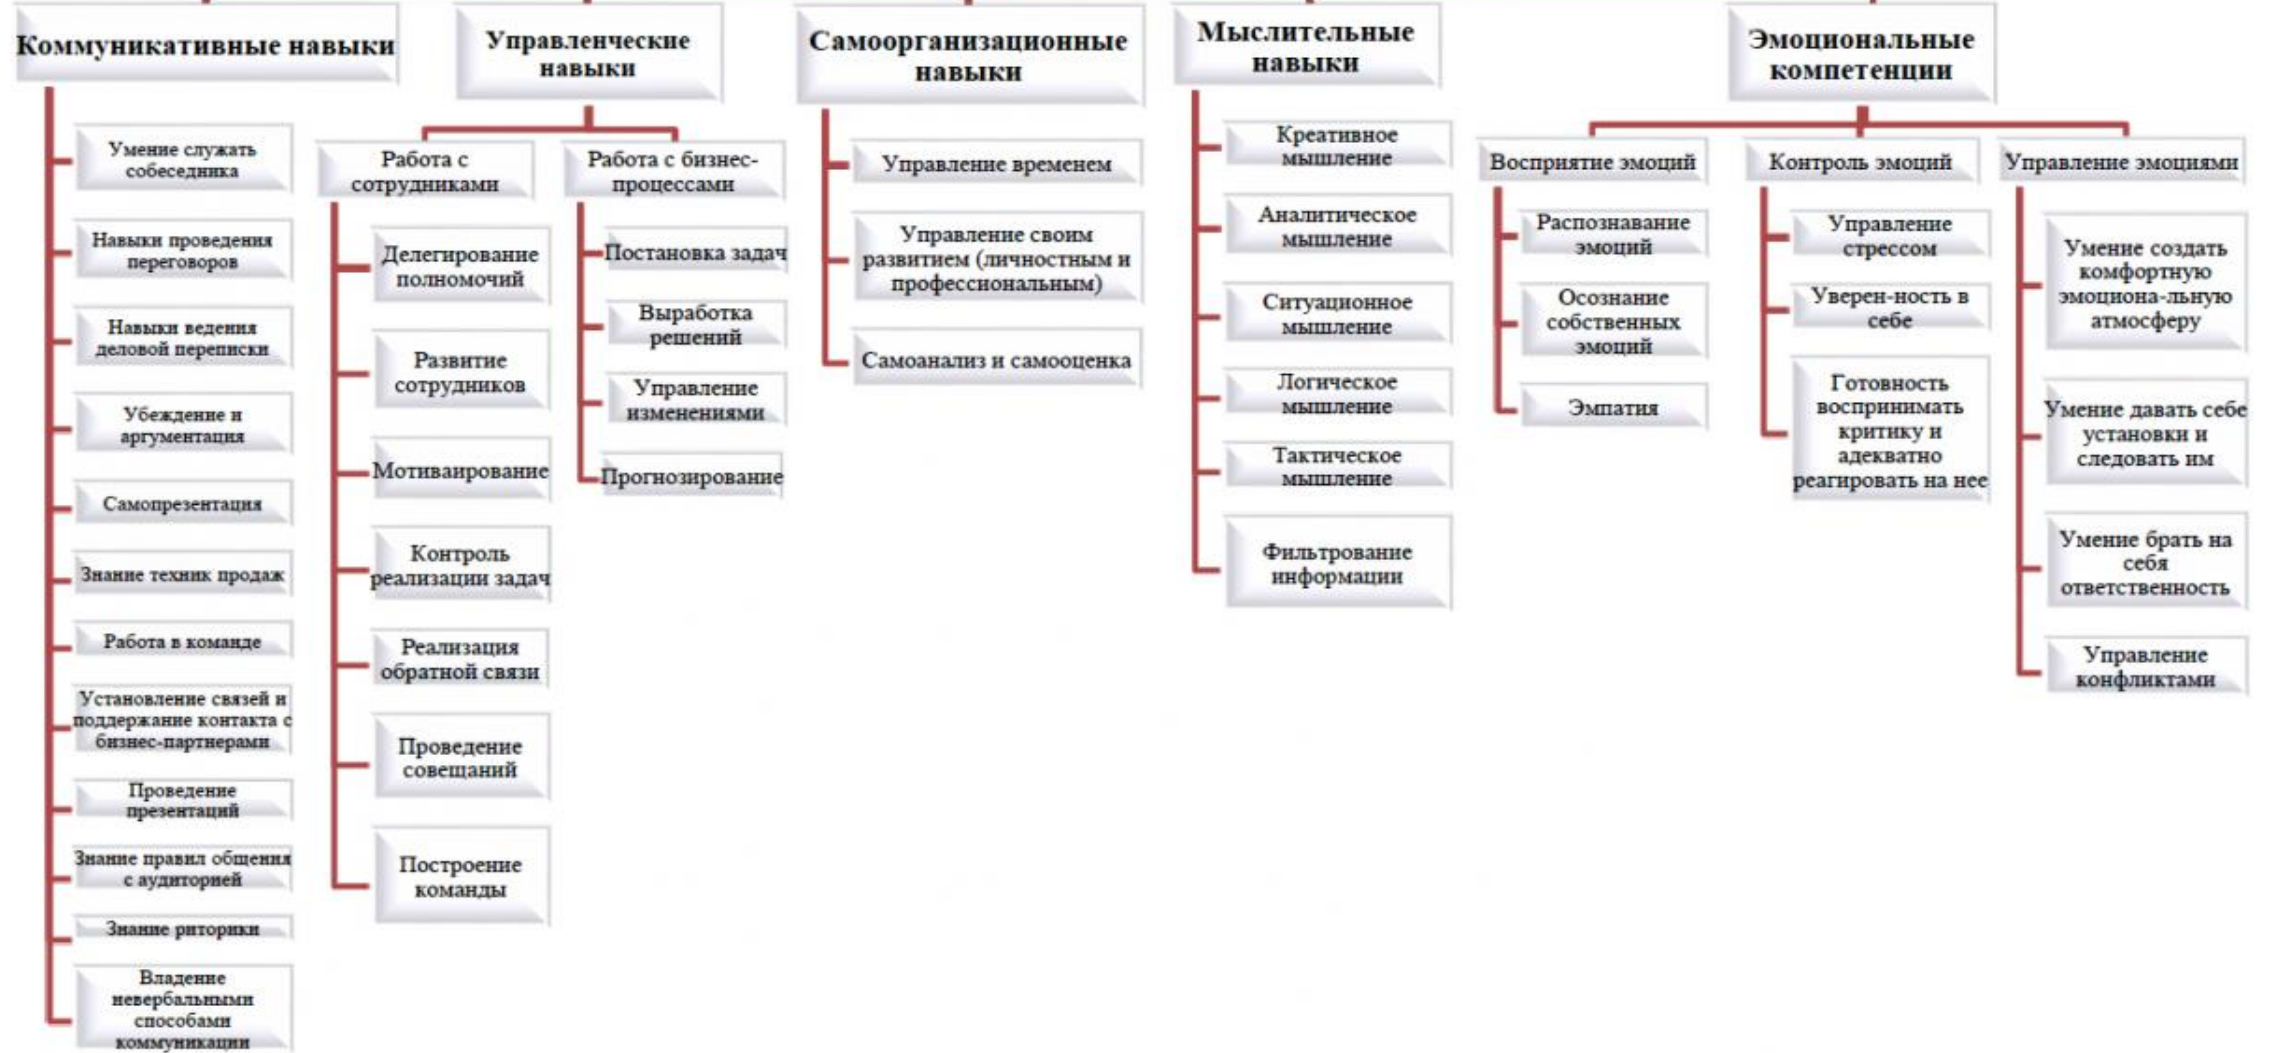 Коммуникативные навыки
Умение служать
собеседника
Навыки проведения
переговоров
Навыки ведения
деловой переписки
Убеждение и
аргументация
Самопрезентация
Знание техник продаж
Работа в команде
Установление связей и
поддержание контакта с
бизнес-партнерами
Проведение
презентаций
Знание правил общения
с аудиторией
Знание риторики
Владение
невербальными
способами
коммуникации
Управленческие
навыки
Работа с
сотрудниками
Делегирование
полномочий
Развитие
сотрудников
Мотиваирование
Контроль
реализации задач
Реализация
обратной связи
Проведение
совещаний
Построение
команды
Работа с бизнес-
процессами
Постановка задач
Выработка
решений
Управление
изменениями
Прогнозирование
Самоорганизационные
навыки
Управление временем
Управление своим
развитием (личностным и
профессиональным)
Самоанализ и самооценка
Мыслительные
навыки
Креативное
мышление
Аналитическое
мышление
Ситуационное
мышление
Логическое
мышление
Тактическое
мышление
Фильтрование
информации
Эмоциональные
компетенции
Восприятие эмоций
Распознавание
эмоций
Осознание
собственных
эмоций
Эмпатия
Контроль эмоций
Управление
стрессом
Уверен-ность в
себе
Готовность
воспринимать
критику и
адекватно
реагировать на нее
Управление эмоциями
Умение создать
комфортную
эмоциона-льную
атмосферу
Умение давать себе
установки и
следовать им
Умение брать на
себя
ответственность
Управление
конфликтами